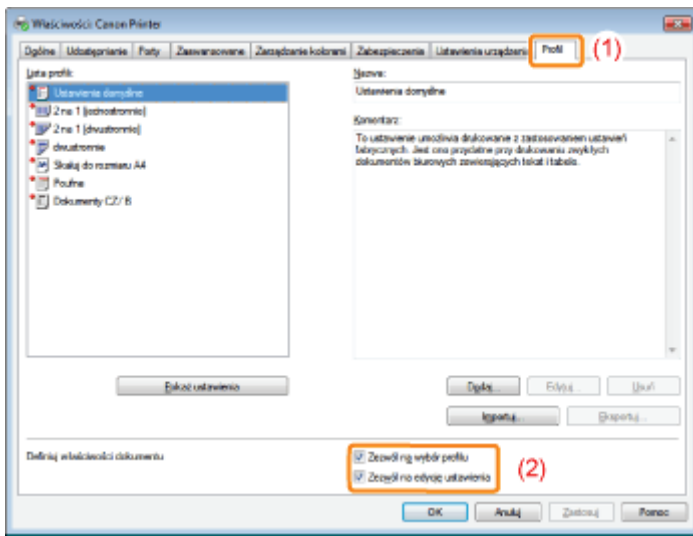 Właściwości: Canon Printer
Ogólne Udostępnianie Porty Zaawansowane Zarządzanie kolorami Zabezpieczenia Ustawienia urządzenia Profil (1)
Lista profili:
Ustawienia domyślne
2 na 1 (jednostronnie)
2 na 1 (dwustronnie)
dwustronnie
Skaluj do rozmiaru A4
Poufne
Dokumenty CZ/B
Nazwa:
Ustawienia domyślne
Komentarz:
To ustawienie umożliwia drukowanie z zastosowaniem ustawień
fabrycznych. Jest ono przydatne przy drukowaniu zwykłych
dokumentów biurowych zawierających tekst i tabele.
Pokaż ustawienia
Dodaj... Edytuj... Usuń
Importuj... Eksportuj...
Definiuj właściwości dokumentu
Zezwól na wybór profilu
Zezwól na edycję ustawienia
(2)
OK Anuluj Zastosuj Pomoc